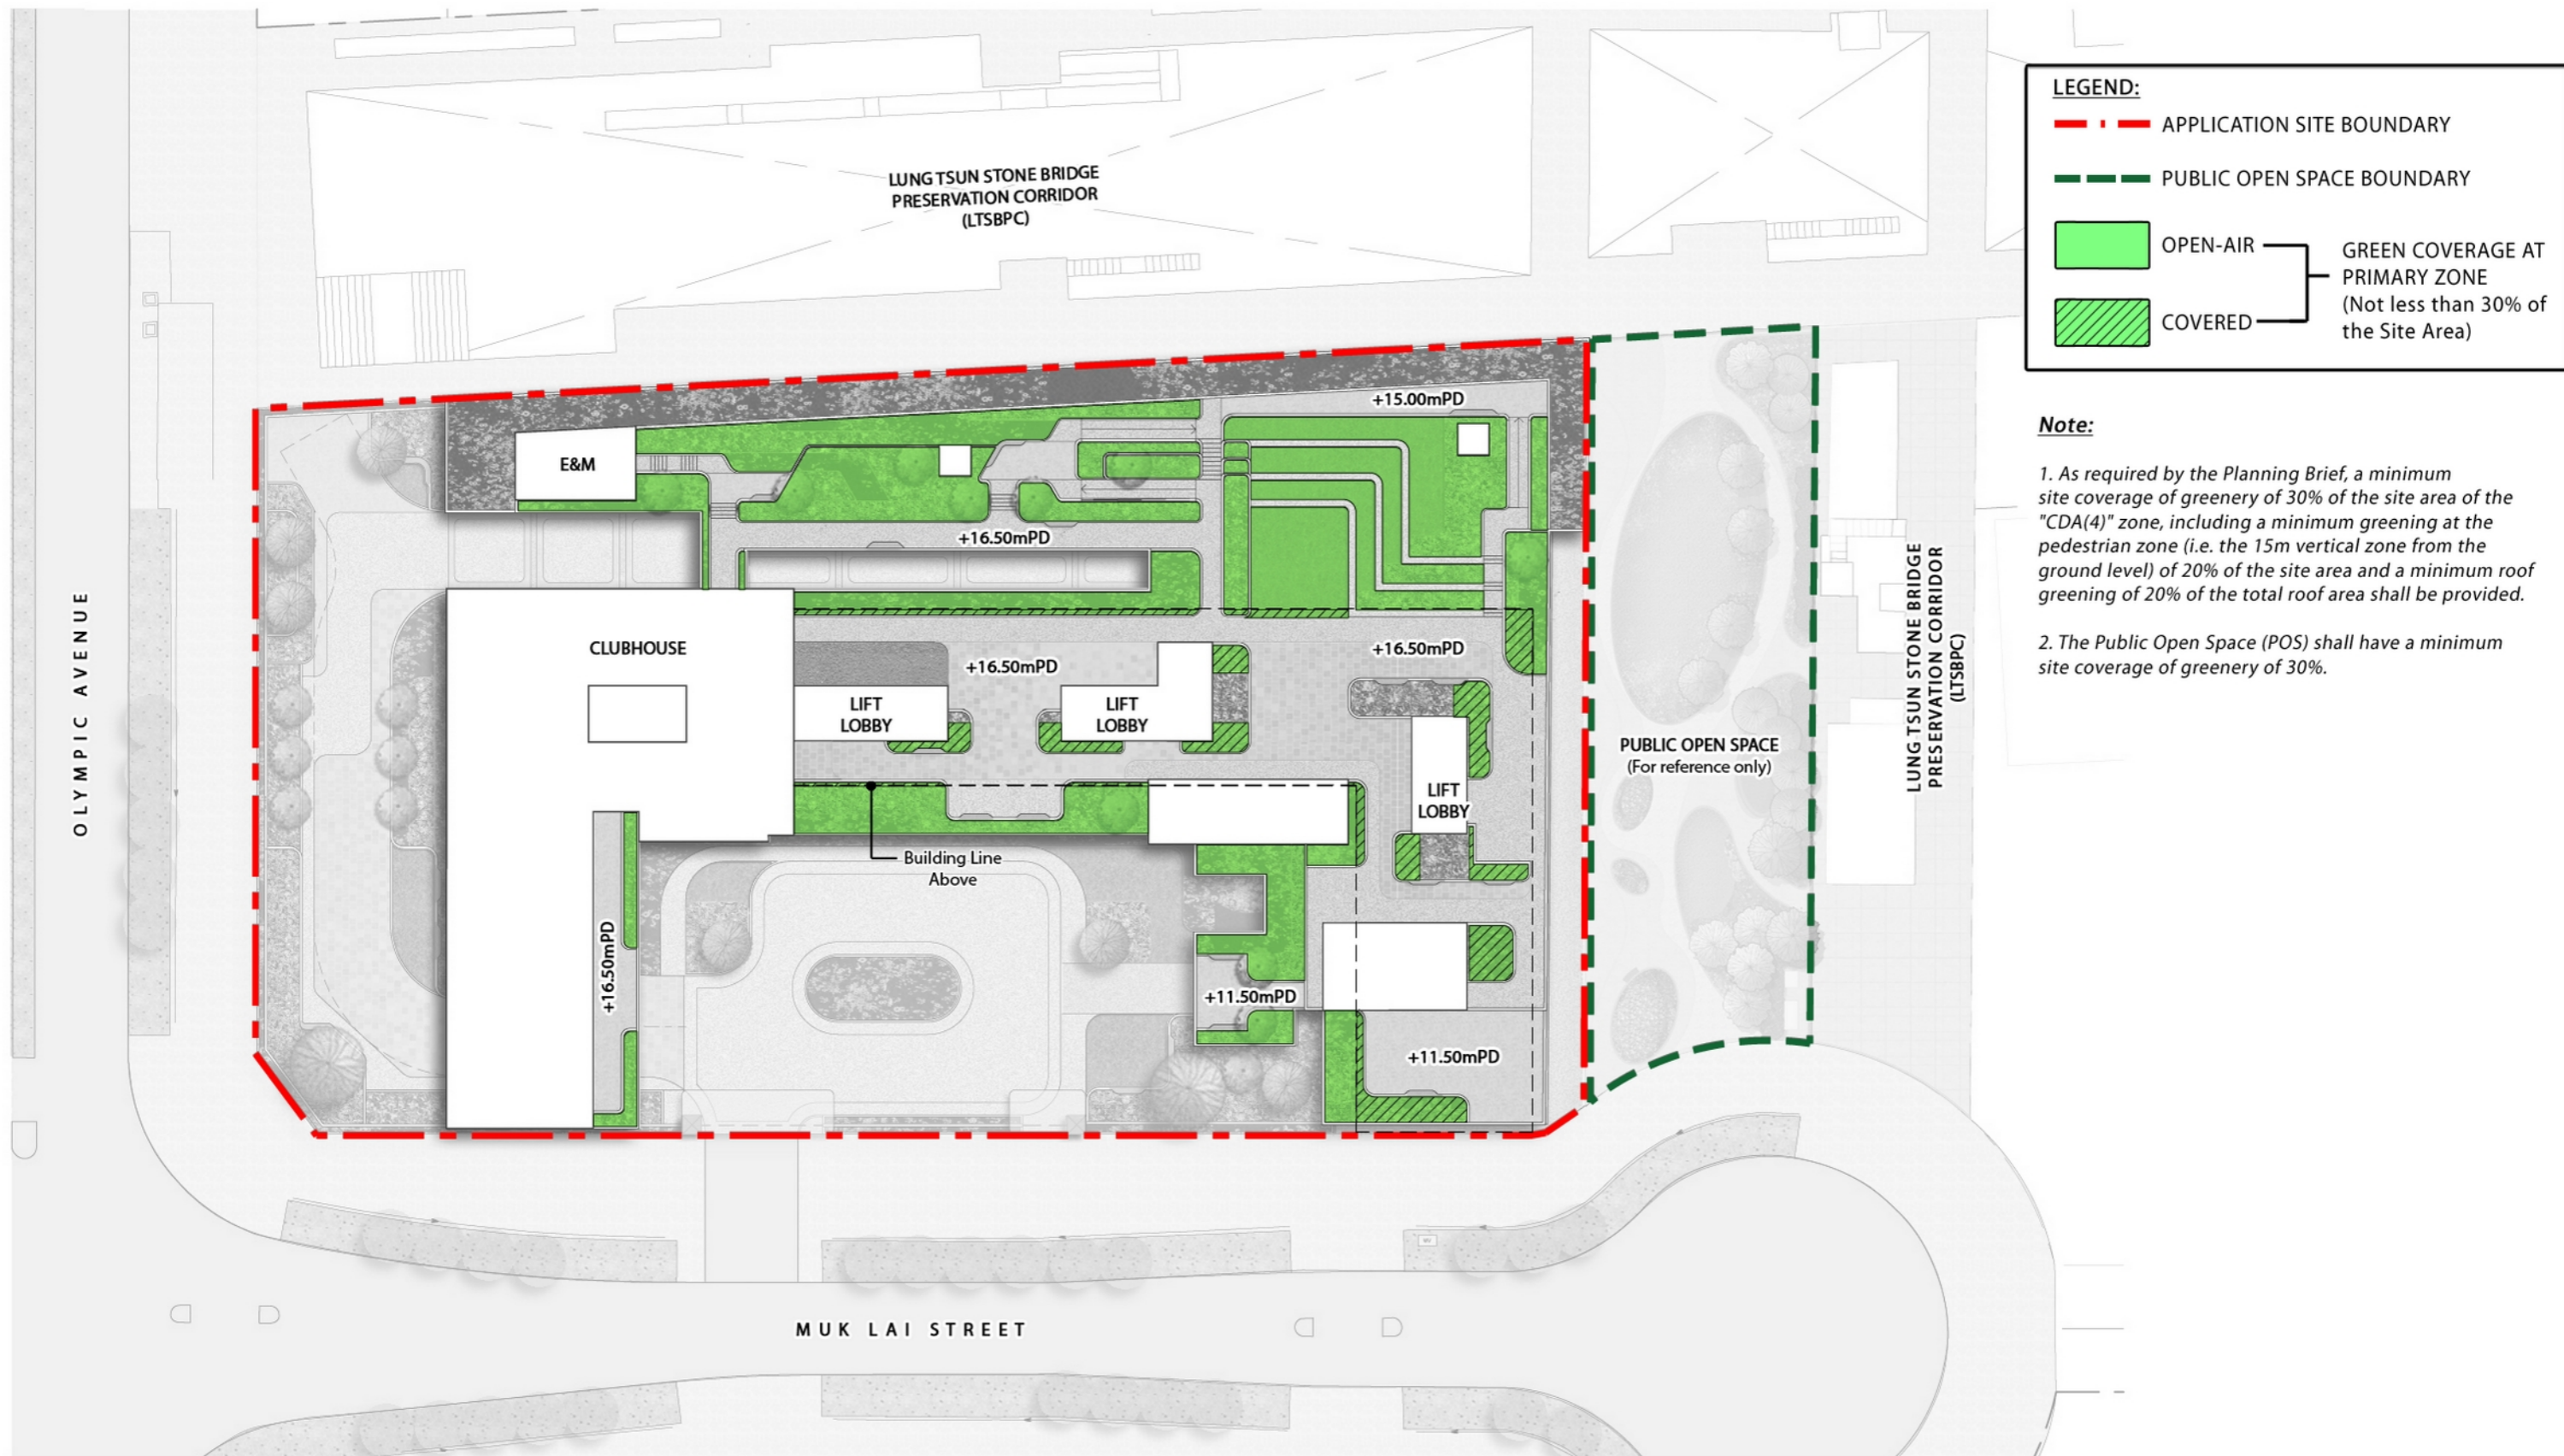 LUNG TSUN STONE BRIDGE
PRESERVATION CORRIDOR
(LTSBPC)
LEGEND:
APPLICATION SITE BOUNDARY
PUBLIC OPEN SPACE BOUNDARY
OPEN-AIR
COVERED
GREEN COVERAGE AT
PRIMARY ZONE
(Not less than 30% of
the Site Area)
Note:
1. As required by the Planning Brief, a minimum
site coverage of greenery of 30% of the site area of the
"CDA(4)" zone, including a minimum greening at the
pedestrian zone (i.e. the 15m vertical zone from the
ground level) of 20% of the site area and a minimum roof
greening of 20% of the total roof area shall be provided.
2. The Public Open Space (POS) shall have a minimum
site coverage of greenery of 30%.
+15.00mPD
E&M
+16.50mPD
CLUBHOUSE
+16.50mPD
+16.50mPD
LIFT
LOBBY
LIFT
LOBBY
LIFT
LOBBY
PUBLIC OPEN SPACE
(For reference only)
LUNG TSUN STONE BRIDGE
PRESERVATION CORRIDOR
(LTSBPC)
OLYMPIC AVENUE
Building Line
Above
+16.50mPD
+11.50mPD
+11.50mPD
MUK LAI STREET